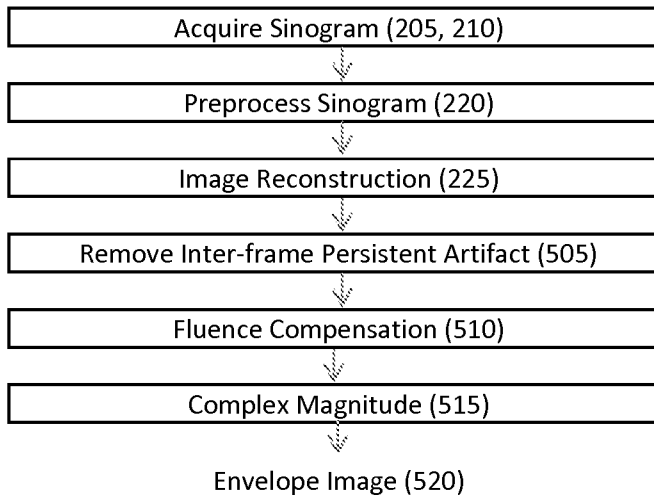 Acquire Sinogram (205, 210)
Preprocess Sinogram (220)
Image Reconstruction (225)
Remove Inter-frame Persistent Artifact (505)
Fluence Compensation (510)
Complex Magnitude (515)
Envelope Image (520)